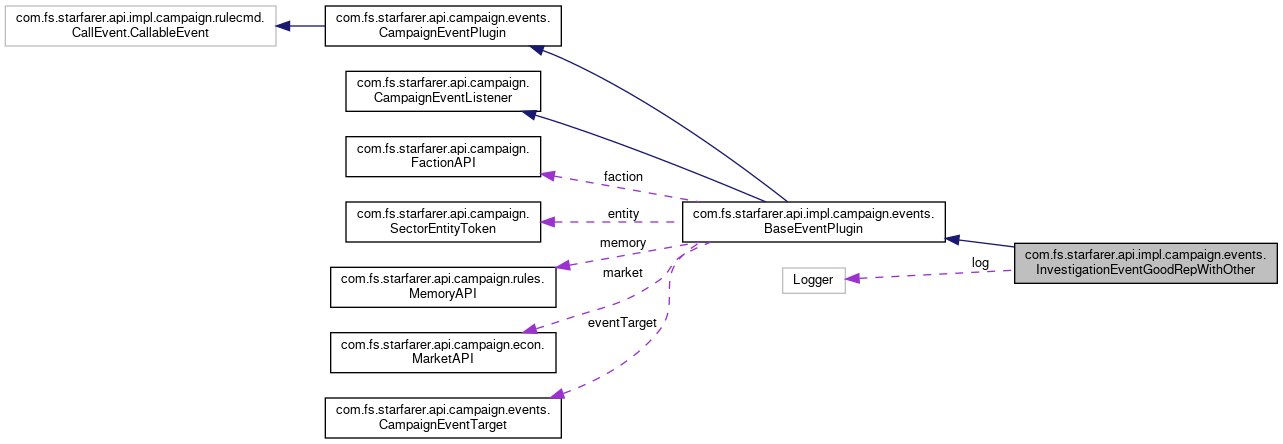 com.fs.starfarer.api.impl.campaign.rulecmd.
CallEvent.CallableEvent
com.fs.starfarer.api.campaign.events.
CampaignEventPlugin
com.fs.starfarer.api.campaign.
CampaignEventListener
com.fs.starfarer.api.campaign.
FactionAPI
faction
com.fs.starfarer.api.campaign.
SectorEntityToken
entity
com.fs.starfarer.api.impl.campaign.events.
BaseEventPlugin
memory
com.fs.starfarer.api.campaign.rules.
MemoryAPI
market
log
Logger
com.fs.starfarer.api.impl.campaign.events.
InvestigationEventGoodRepWithOther
eventTarget
com.fs.starfarer.api.campaign.econ.
MarketAPI
com.fs.starfarer.api.campaign.events.
CampaignEventTarget